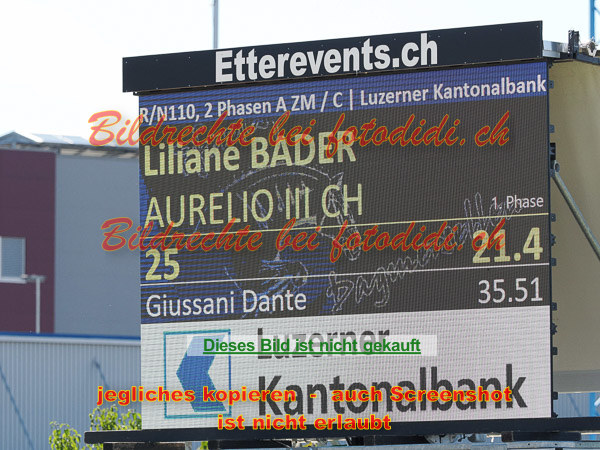 Etterevents.ch
R/N110, 2 Phasen A ZM / C | Luzerner Kantonalbank
Bildrechte bei fotodidi.ch
Liliane BADER
AURELIO III CH
1. Phase
Bildrechte bei fotodidi.ch
25 21.4
Giussani Dante 35.51
Dieses Bild ist nicht gekauft
Luzerner
Kantonalbank
jegliches kopieren - auch Screenshot
ist nicht erlaubt